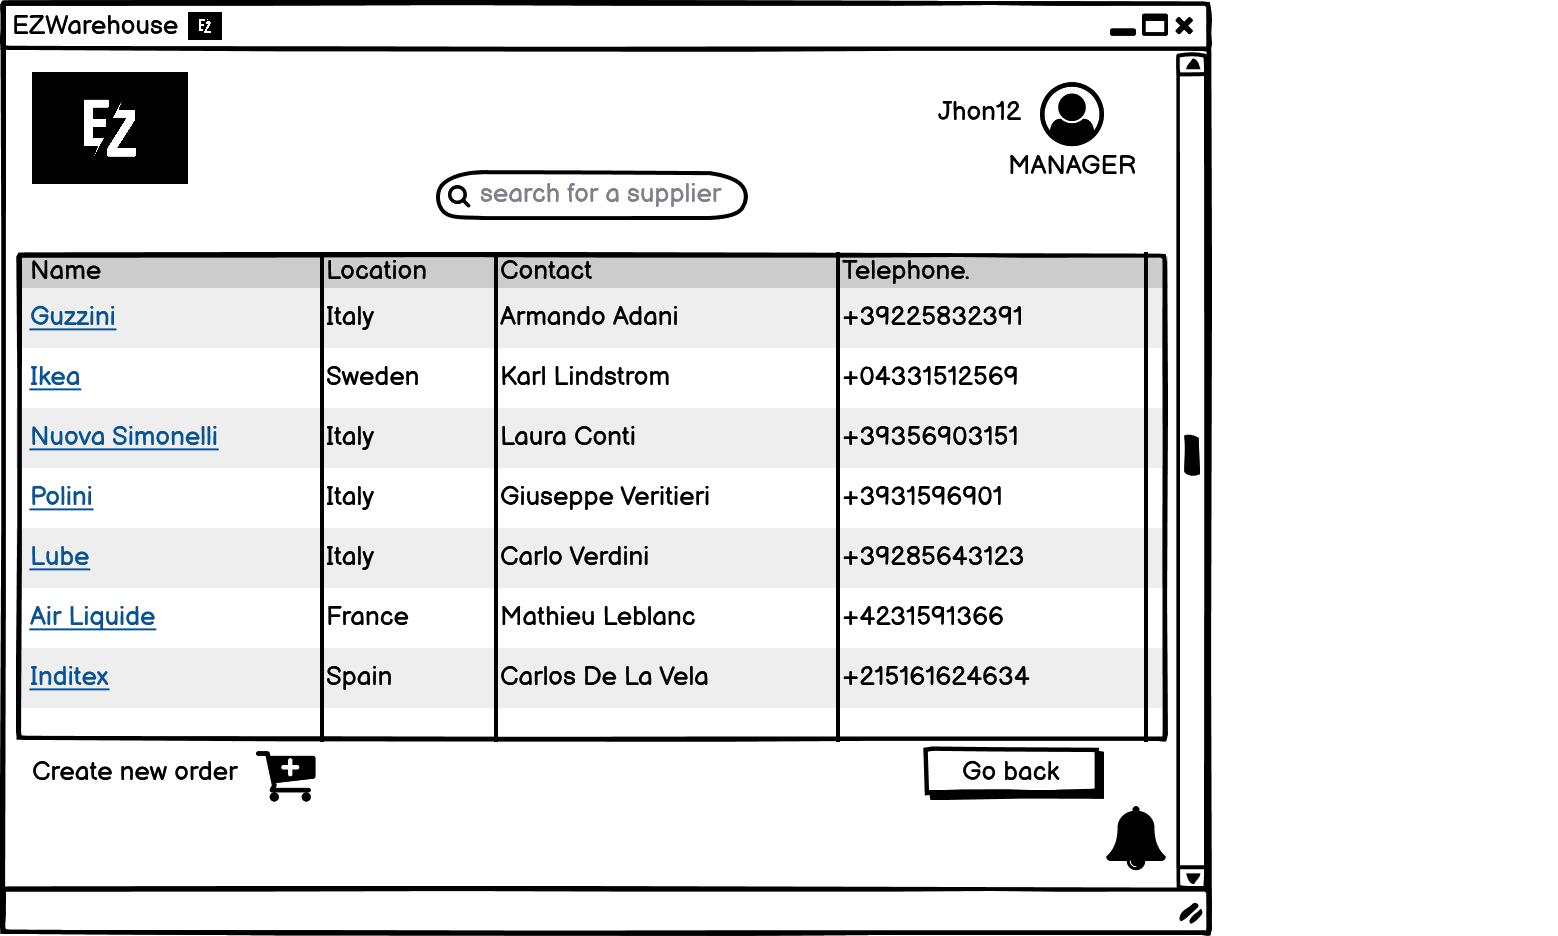 EZWarehouse EZ
EZ
Jhon12
MANAGER
search for a supplier
Name Location Contact Telephone.
Guzzini Italy Armando Adani +39225832391
Ikea Sweden Karl Lindstrom +04331512569
Nuova Simonelli Italy Laura Conti +39356903151
Polini Italy Giuseppe Veritieri +3931596901
Lube Italy Carlo Verdini +39285643123
Air Liquide France Mathieu Leblanc +4231591366
Inditex Spain Carlos De La Vela +215161624634
Create new order Go back